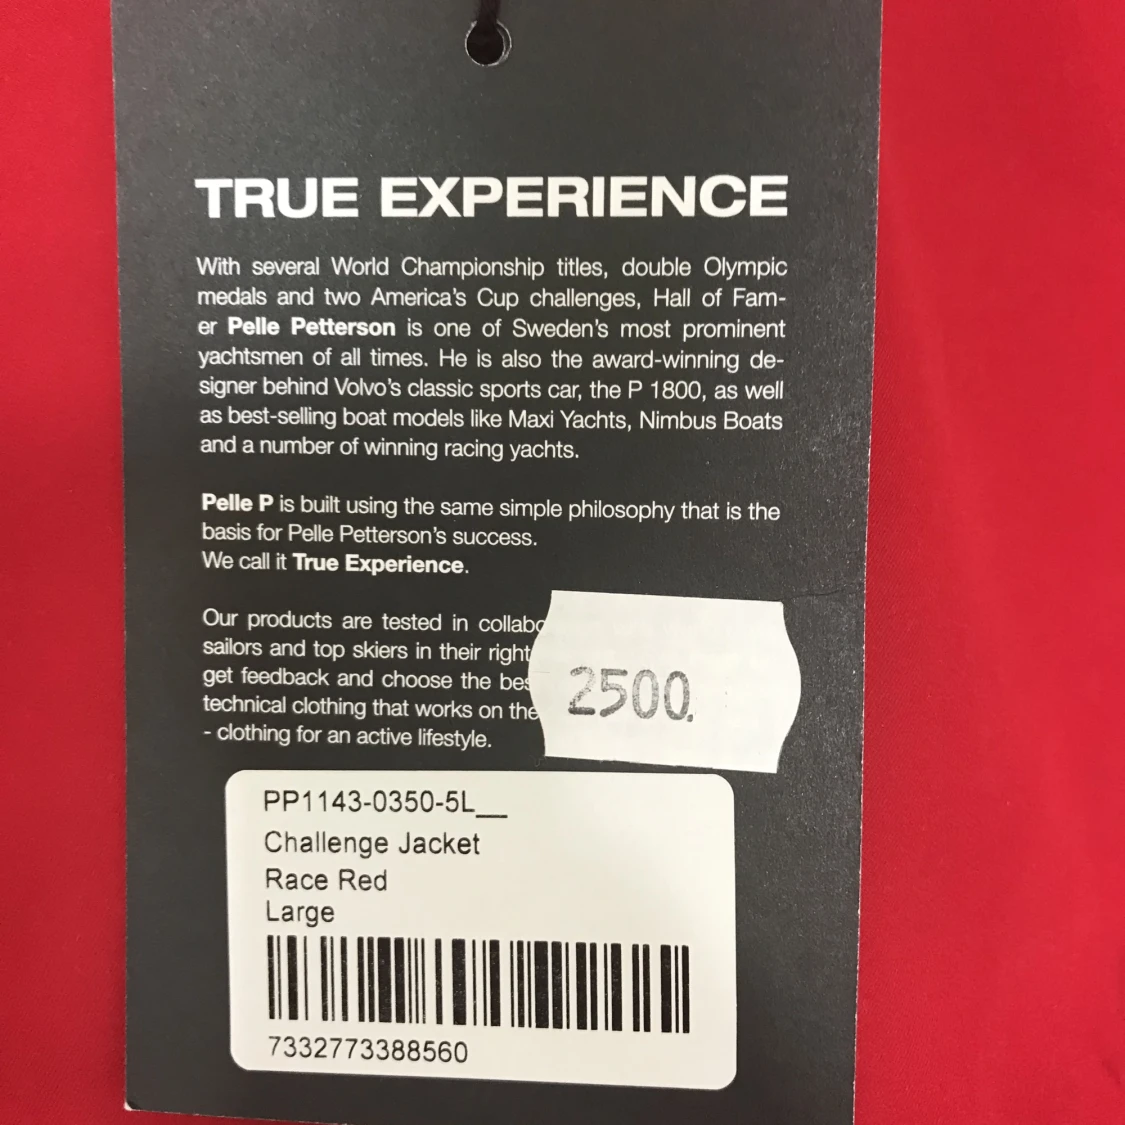 TRUE EXPERIENCE
With several World Championship titles, double Olympic
medals and two America's Cup challenges, Hall of Fam-
er Pelle Petterson is one of Sweden's most prominent
yachtsmen of all times. He is also the award-winning de-
signer behind Volvo's classic sports car, the P 1800, as well
as best-selling boat models like Maxi Yachts, Nimbus Boats
and a number of winning racing yachts.
Pelle P is built using the same simple philosophy that is the
basis for Pelle Petterson's success.
We call it True Experience.
Our products are tested in
sailors and top skiers in their right
get feedback and choose the
technical clothing that works on the
- clothing for an active lifestyle.
2500.
PP1143-0350-5L__
Challenge Jacket
Race Red
Large
7332773388560